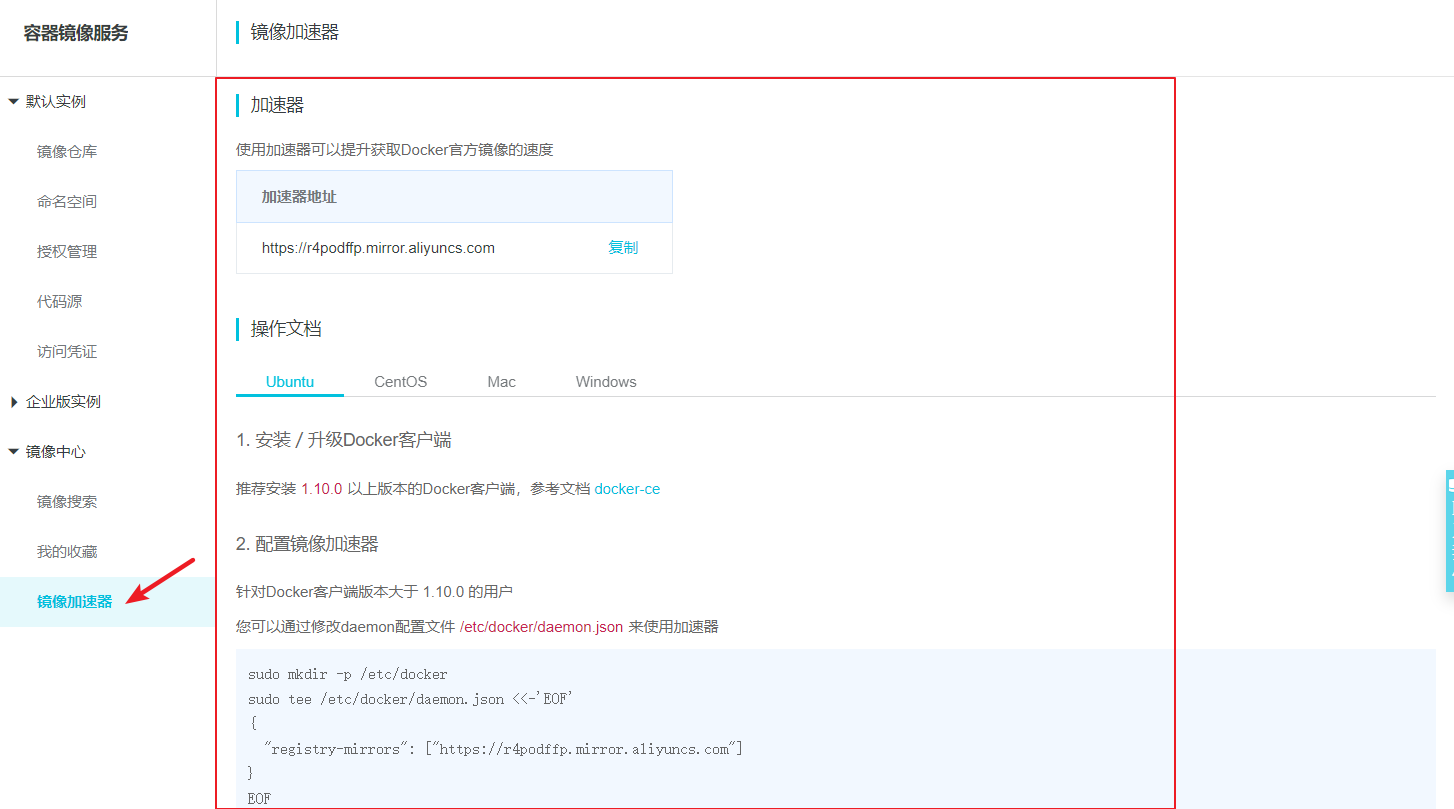 容器镜像服务
镜像加速器
默认实例
镜像仓库
命名空间
授权管理
代码源
访问凭证
企业版实例
镜像中心
镜像搜索
我的收藏
镜像加速器
加速器
使用加速器可以提升获取Docker官方镜像的速度
加速器地址
https://r4podffp.mirror.aliyuncs.com 复制
操作文档
Ubuntu CentOS Mac Windows
1. 安装 / 升级Docker客户端
推荐安装 1.10.0 以上版本的Docker客户端，参考文档 docker-ce
2. 配置镜像加速器
针对Docker客户端版本大于 1.10.0 的用户
您可以通过修改daemon配置文件 /etc/docker/daemon.json 来使用加速器
sudo mkdir -p /etc/docker
sudo tee /etc/docker/daemon.json <<-'EOF'
{
"registry-mirrors": ["https://r4podffp.mirror.aliyuncs.com"]
}
EOF